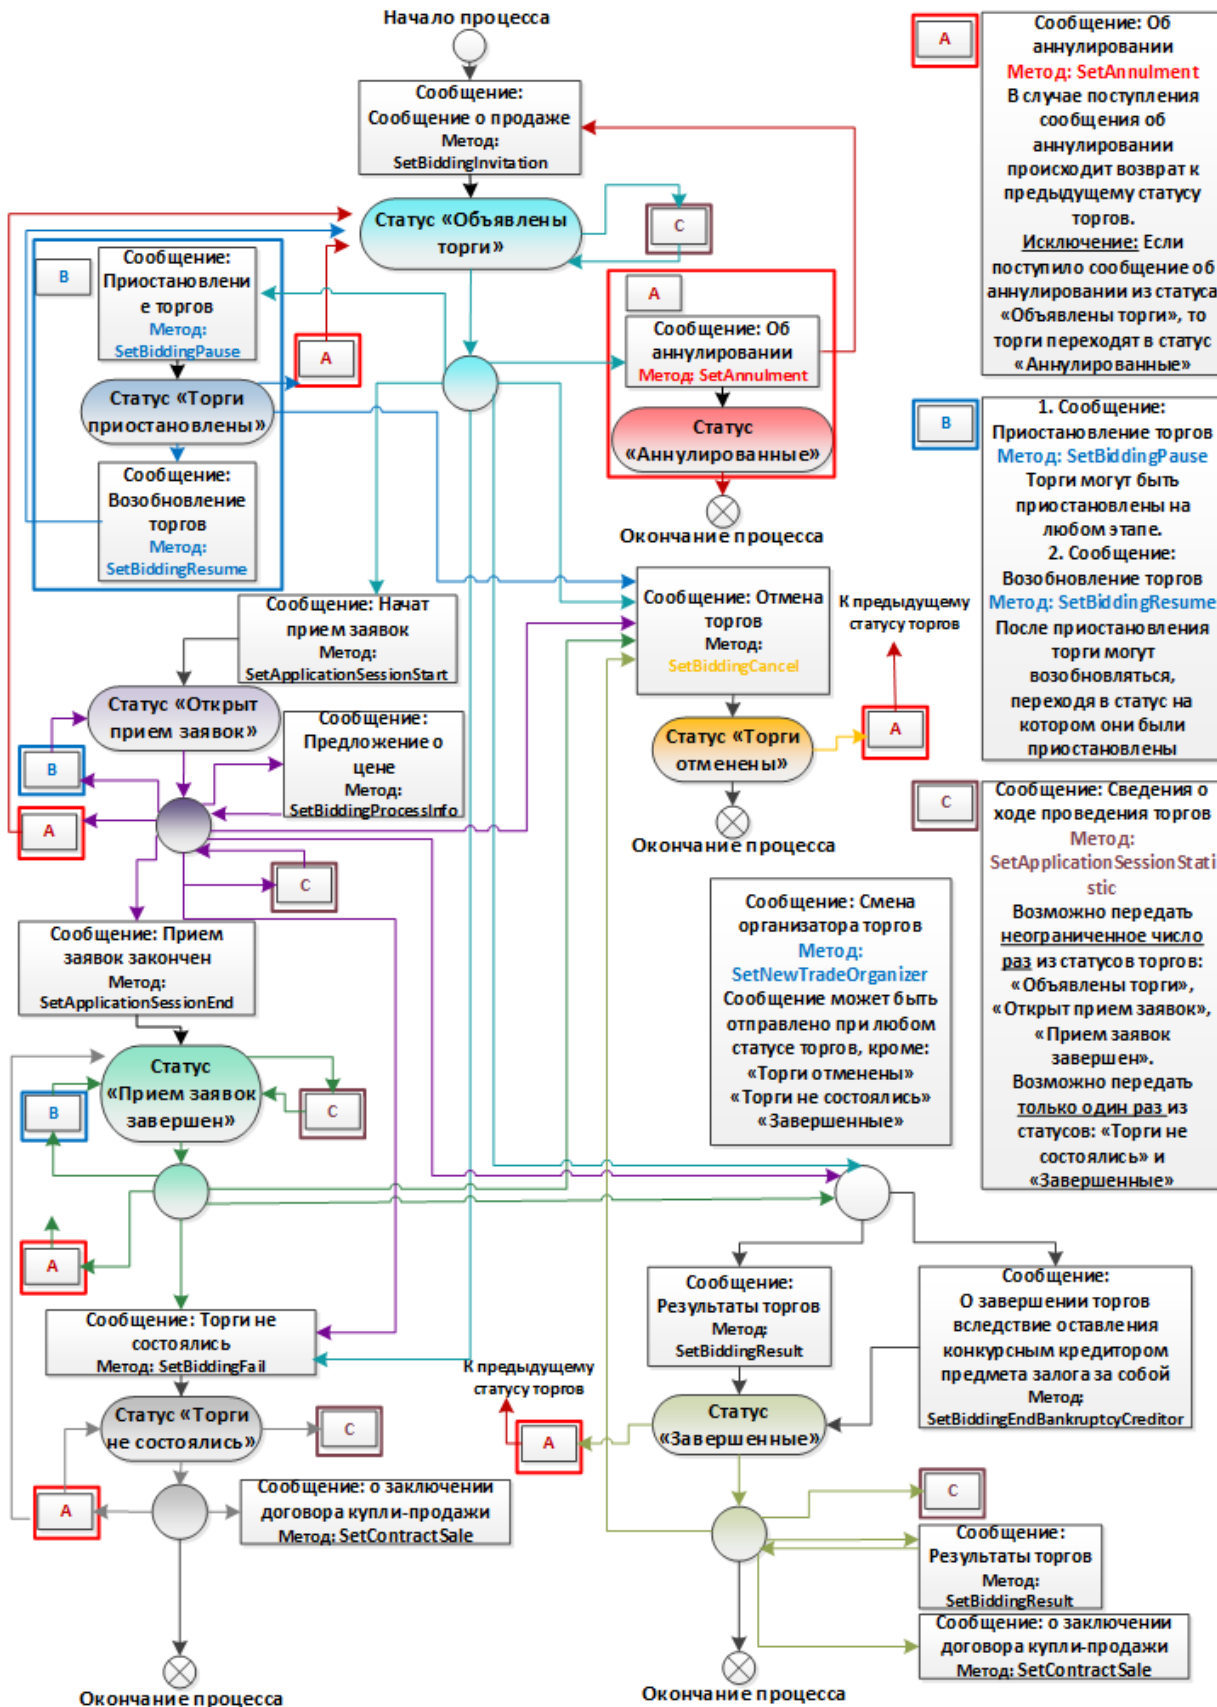 Начало процесса
Сообщение:
Сообщение о продаже
Метод:
SetBiddingInvitation
Статус «Объявлены
торги»
C
B
Сообщение:
Приостановлени
е торгов
Метод:
SetBiddingPause
A
Статус «Торги
приостановлены»
Сообщение:
Возобновление
торгов
Метод:
SetBiddingResume
A
Сообщение: Об
аннулировании
Метод: SetAnnulment
Статус
«Аннулированные»
Окончание процесса
Сообщение: Начат
прием заявок
Метод:
SetApplicationSessionStart
Сообщение: Отмена
торгов
Метод:
SetBiddingCancel
К предыдущему
статусу торгов
A
Статус «Торги
отменены»
Окончание процесса
Статус «Открыт
прием заявок»
B
A
Сообщение:
Предложение о
цене
Метод:
SetBiddingProcessInfo
C
Сообщение: Прием
заявок закончен
Метод:
SetApplicationSessionEnd
Сообщение: Смена
организатора торгов
Метод:
SetNewTradeOrganizer
Сообщение может быть
отправлено при любом
статусе торгов, кроме:
«Торги отменены»
«Торги не состоялись»
«Завершенные»
Статус
«Прием заявок
завершен»
B
C
A
Сообщение: Торги не
состоялись
Метод: SetBiddingFail
Статус «Торги
не состоялись»
C
A
Сообщение: о заключении
договора купли-продажи
Метод: SetContractSale
Окончание процесса
Сообщение:
Результаты торгов
Метод:
SetBiddingResult
Сообщение:
О завершении торгов
вследствие оставления
конкурсным кредитором
предмета залога за собой
Метод:
SetBiddingEndBankruptcyCreditor
К предыдущему
статусу торгов
A
Статус
«Завершенные»
C
Сообщение:
Результаты торгов
Метод:
SetBiddingResult
Сообщение: о заключении
договора купли-продажи
Метод: SetContractSale
Окончание процесса
A
Сообщение: Об
аннулировании
Метод: SetAnnulment
В случае поступления
сообщения об
аннулировании
происходит возврат к
предыдущему статусу
торгов.
Исключение: Если
поступило сообщение об
аннулировании из статуса
«Объявлены торги», то
торги переходят в статус
«Аннулированные»
B
1. Сообщение:
Приостановление торгов
Метод: SetBiddingPause
Торги могут быть
приостановлены на
любом этапе.
2. Сообщение:
Возобновление торгов
Метод: SetBiddingResume
После приостановления
торги могут
возобновляться,
переходя в статус на
котором они были
приостановлены
C
Сообщение: Сведения о
ходе проведения торгов
Метод:
SetApplicationSessionStati
stic
Возможно передать
неограниченное число
раз из статусов торгов:
«Объявлены торги»,
«Открыт прием заявок»,
«Прием заявок
завершен».
Возможно передать
только один раз из
статусов: «Торги не
состоялись» и
«Завершенные»